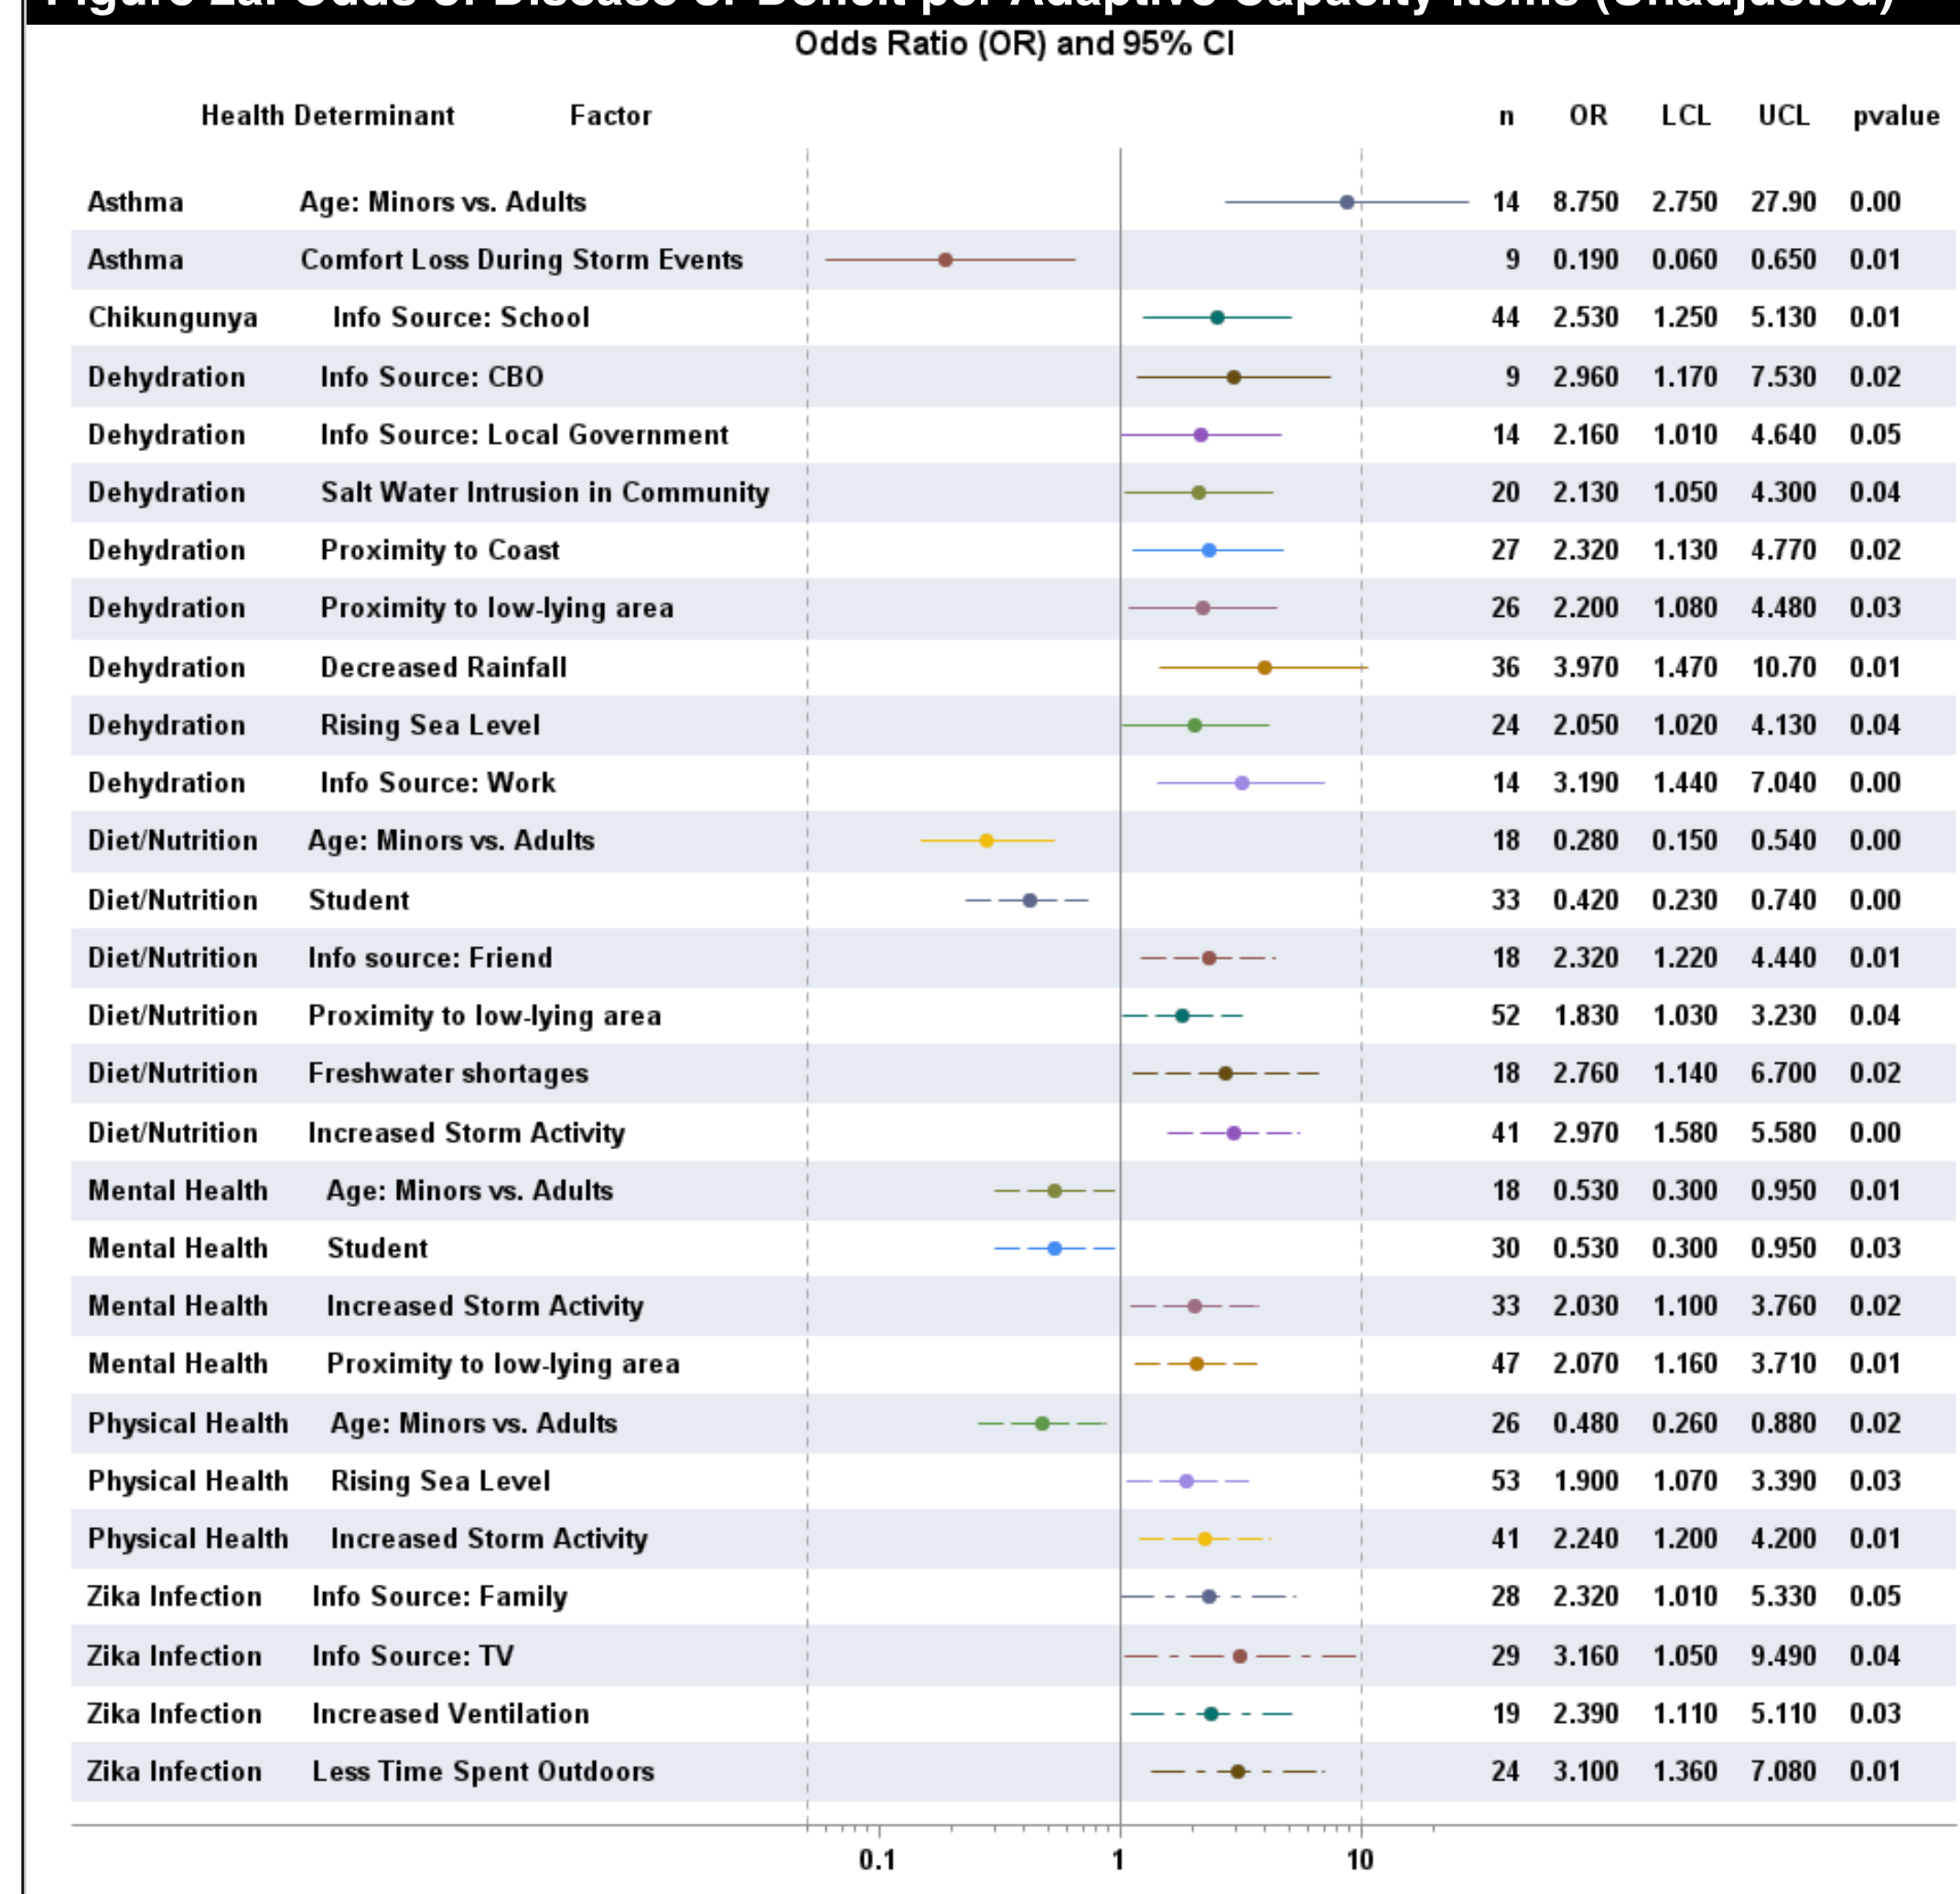 Figure 2a: Odds of Disease or Deficit per Adaptive Capacity Items (Unadjusted)
Odds Ratio (OR) and 95% CI
Health Determinant Factor n OR LCL UCL pvalue
Asthma Age: Minors vs. Adults 14 8.750 2.750 27.90 0.00
Asthma Comfort Loss During Storm Events 9 0.190 0.060 0.650 0.01
Chikungunya Info Source: School 44 2.530 1.250 5.130 0.01
Dehydration Info Source: CBO 9 2.960 1.170 7.530 0.02
Dehydration Info Source: Local Government 14 2.160 1.010 4.640 0.05
Dehydration Salt Water Intrusion in Community 20 2.130 1.050 4.300 0.04
Dehydration Proximity to Coast 27 2.320 1.130 4.770 0.02
Dehydration Proximity to low-lying area 26 2.200 1.080 4.480 0.03
Dehydration Decreased Rainfall 36 3.970 1.470 10.70 0.01
Dehydration Rising Sea Level 24 2.050 1.020 4.130 0.04
Dehydration Info Source: Work 14 3.190 1.440 7.040 0.00
Diet/Nutrition Age: Minors vs. Adults 18 0.280 0.150 0.540 0.00
Diet/Nutrition Student 33 0.420 0.230 0.740 0.00
Diet/Nutrition Info source: Friend 18 2.320 1.220 4.440 0.01
Diet/Nutrition Proximity to low-lying area 52 1.830 1.030 3.230 0.04
Diet/Nutrition Freshwater shortages 18 2.760 1.140 6.700 0.02
Diet/Nutrition Increased Storm Activity 41 2.970 1.580 5.580 0.00
Mental Health Age: Minors vs. Adults 18 0.530 0.300 0.950 0.01
Mental Health Student 30 0.530 0.300 0.950 0.03
Mental Health Increased Storm Activity 33 2.030 1.100 3.760 0.02
Mental Health Proximity to low-lying area 47 2.070 1.160 3.710 0.01
Physical Health Age: Minors vs. Adults 26 0.480 0.260 0.880 0.02
Physical Health Rising Sea Level 53 1.900 1.070 3.390 0.03
Physical Health Increased Storm Activity 41 2.240 1.200 4.200 0.01
Zika Infection Info Source: Family 28 2.320 1.010 5.330 0.05
Zika Infection Info Source: TV 29 3.160 1.050 9.490 0.04
Zika Infection Increased Ventilation 19 2.390 1.110 5.110 0.03
Zika Infection Less Time Spent Outdoors 24 3.100 1.360 7.080 0.01
0.1 1 10